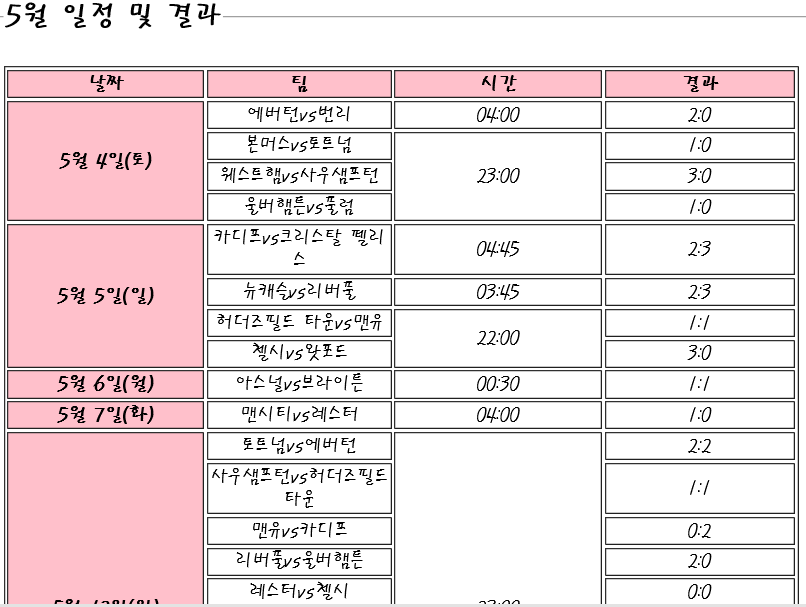 5월 일정 및 결과
날짜 팀 시간 결과
5월 4일(토) 에버턴vs번리 04:00 2:0
본머스vs토트넘 23:00 1:0
웨스트햄vs사우샘프턴 3:0
울버햄튼vs풀럼 1:0
5월 5일(일) 카디프vs크리스탈 펠리
스 04:45 2:3
뉴캐슬vs리버풀 03:45 2:3
허더즈필드 타운vs맨유 22:00 1:1
첼시vs왓포드 3:0
5월 6일(월) 아스널vs브라이튼 00:30 1:1
5월 7일(화) 맨시티vs레스터 04:00 1:0
토트넘vs에버턴 2:2
사우샘프턴vs허더즈필드
타운 1:1
맨유vs카디프 0:2
리버풀vs울버햄튼 2:0
레스터vs첼시 0:0